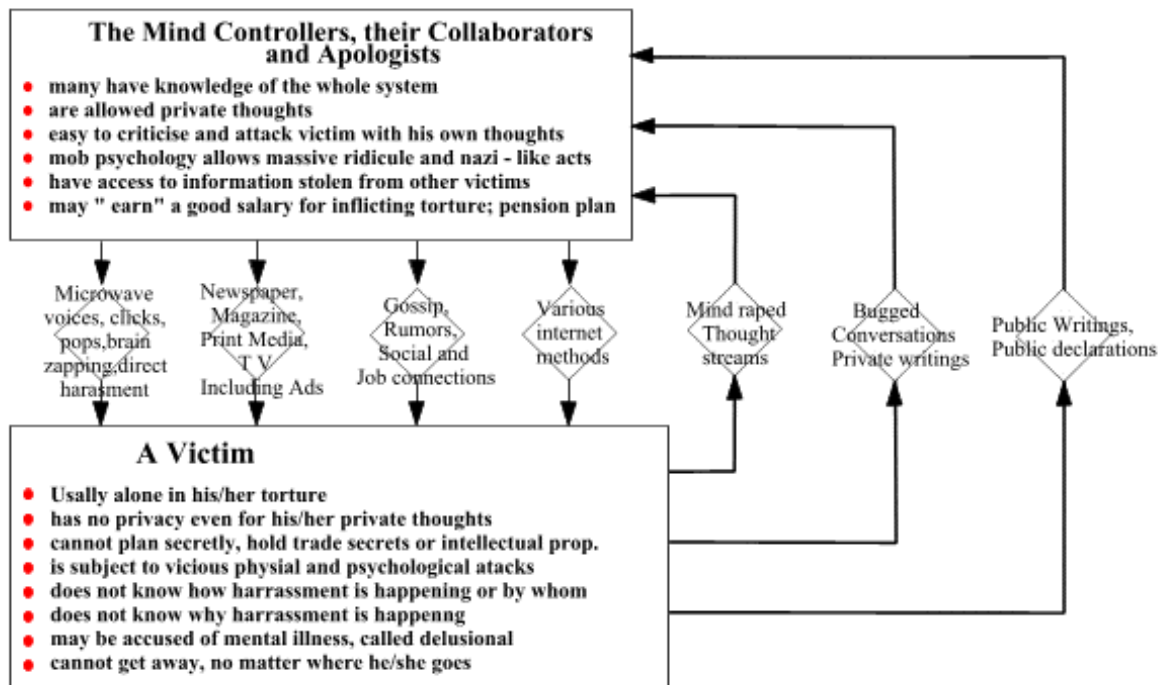 The Mind Controllers, their Collaborators
and Apologists
many have knowledge of the whole system
are allowed private thoughts
easy to criticise and attack victim with his own thoughts
mob psychology allows massive ridicule and nazi - like acts
have access to information stolen from other victims
may " earn" a good salary for inflicting torture; pension plan
Microwave
voices, clicks,
pops,brain
zapping,direct
harasment
Newspaper,
Magazine,
Print Media,
T V
Including Ads
Gossip,
Rumors,
Social and
Job connections
Various
internet
methods
Mind raped
Thought
streams
Bugged
Conversations
Private writings
Public Writings,
Public declarations
A Victim
Usally alone in his/her torture
has no privacy even for his/her private thoughts
cannot plan secretly, hold trade secrets or intellectual prop.
is subject to vicious physial and psychological atacks
does not know how harrassment is happening or by whom
does not know why harrassment is happenng
may be accused of mental illness, called delusional
cannot get away, no matter where he/she goes